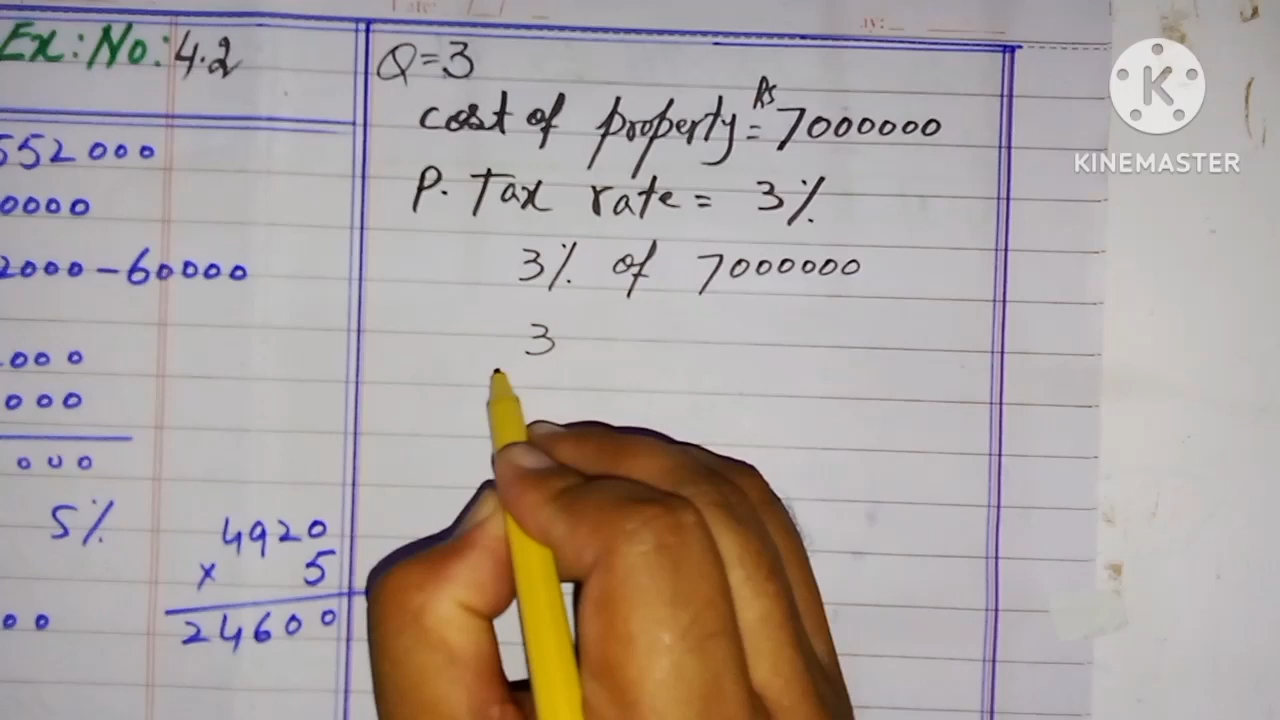 Ex: No: 4.2
552000
0000
2000 - 60000
000
000
000
5%
4920
x 5
24600
00
Q=3
cost of property = Rs 7000000
P. Tax rate = 3%
3% of 7000000
3
K
KINEMASTER